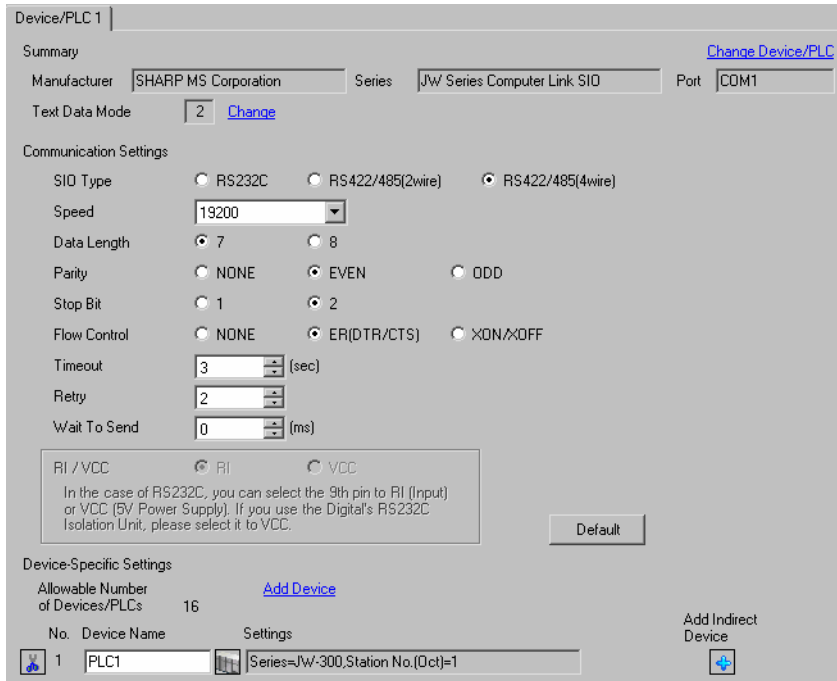 Device/PLC 1
Summary
Change Device/PLC
Manufacturer SHARP MS Corporation Series JW Series Computer Link SIO Port COM1
Text Data Mode 2 Change
Communication Settings
SIO Type RS232C RS422/485(2wire) RS422/485(4wire)
Speed 19200
Data Length 7 8
Parity NONE EVEN ODD
Stop Bit 1 2
Flow Control NONE ER(DTR/CTS) XON/XOFF
Timeout 3 (sec)
Retry 2
Wait To Send 0 (ms)
RI / VCC RI VCC
In the case of RS232C, you can select the 9th pin to RI (Input)
or VCC (5V Power Supply). If you use the Digital's RS232C
Isolation Unit, please select it to VCC.
Default
Device-Specific Settings
Allowable Number
of Devices/PLCs 16
Add Device
Add Indirect
Device
No. Device Name Settings
1 PLC1 Series=JW-300,Station No.(Oct)=1